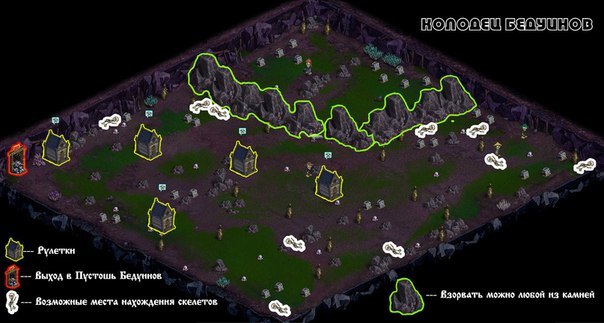 КОЛОДЕЦ БЕДУИНОВ
— Рулетки
— Выход в Пустошь Бедуинов
— Возможные места нахождения скелетов
— Взорвать можно любой из камней